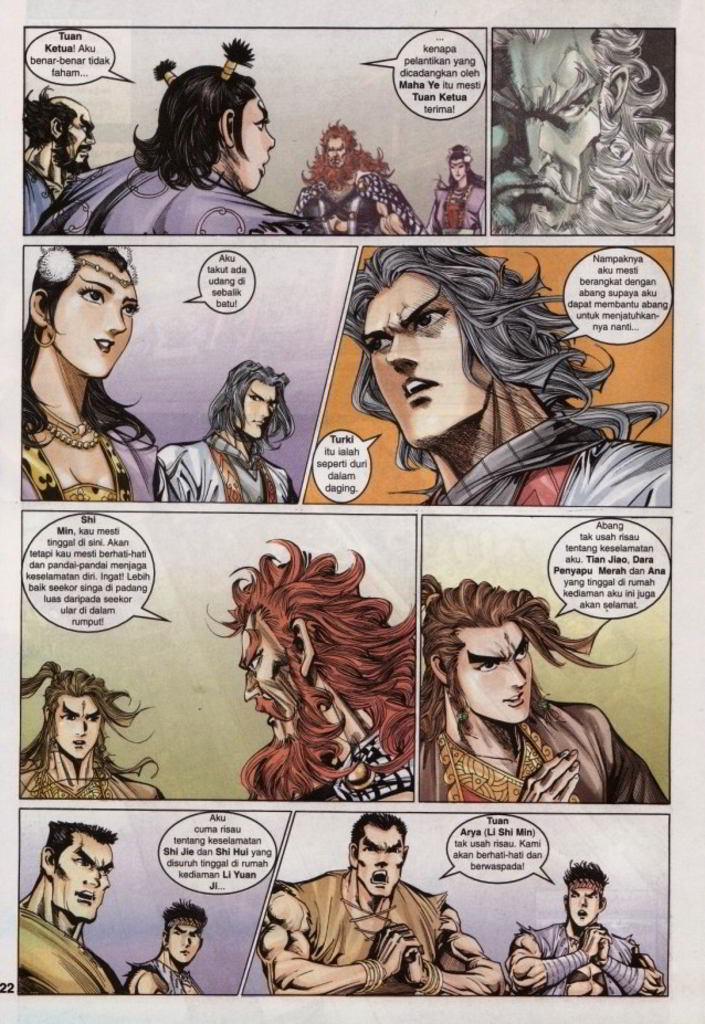 Tuan
Ketua! Aku
benar-benar tidak
faham...
...
kenapa
pelantikan yang
dicadangkan oleh
Maha Ye itu mesti
Tuan Ketua
terima!
Aku
takut ada
udang di
sebalik
batu!
Nampaknya
aku mesti
berangkat dengan
abang supaya aku
dapat membantu abang
untuk menjatuhkan-
nya nanti...
Turki
itu ialah
seperti duri
dalam
daging.
Shi
Min, kau mesti
tinggal di sini. Akan
tetapi kau mesti berhati-hati
dan pandai-pandai menjaga
keselamatan diri. Ingat! Lebih
baik seekor singa di padang
luas daripada seekor
ular di dalam
rumput!
Abang
tak usah risau
tentang keselamatan
aku. Tian Jiao, Dara
Penyapu Merah dan Ana
yang tinggal di rumah
kediaman aku ini juga
akan selamat.
Aku
cuma risau
tentang keselamatan
Shi Jie dan Shi Hui yang
disuruh tinggal di rumah
kediaman Li Yuan
Ji...
Tuan
Arya (Li Shi Min)
tak usah risau. Kami
akan berhati-hati dan
berwaspada!
22